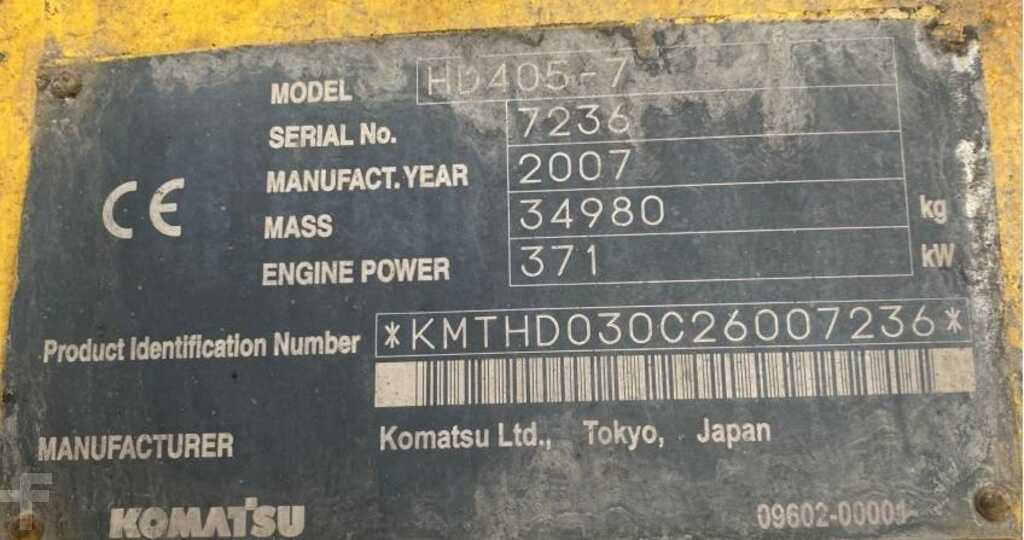 MODEL HD405-7
SERIAL No. 7236
MANUFACT. YEAR 2007
MASS 34980 kg
ENGINE POWER 371 kW
CE
Product Identification Number *KMTHD030C26007236*
MANUFACTURER Komatsu Ltd., Tokyo, Japan
KOMATSU 09602-00001